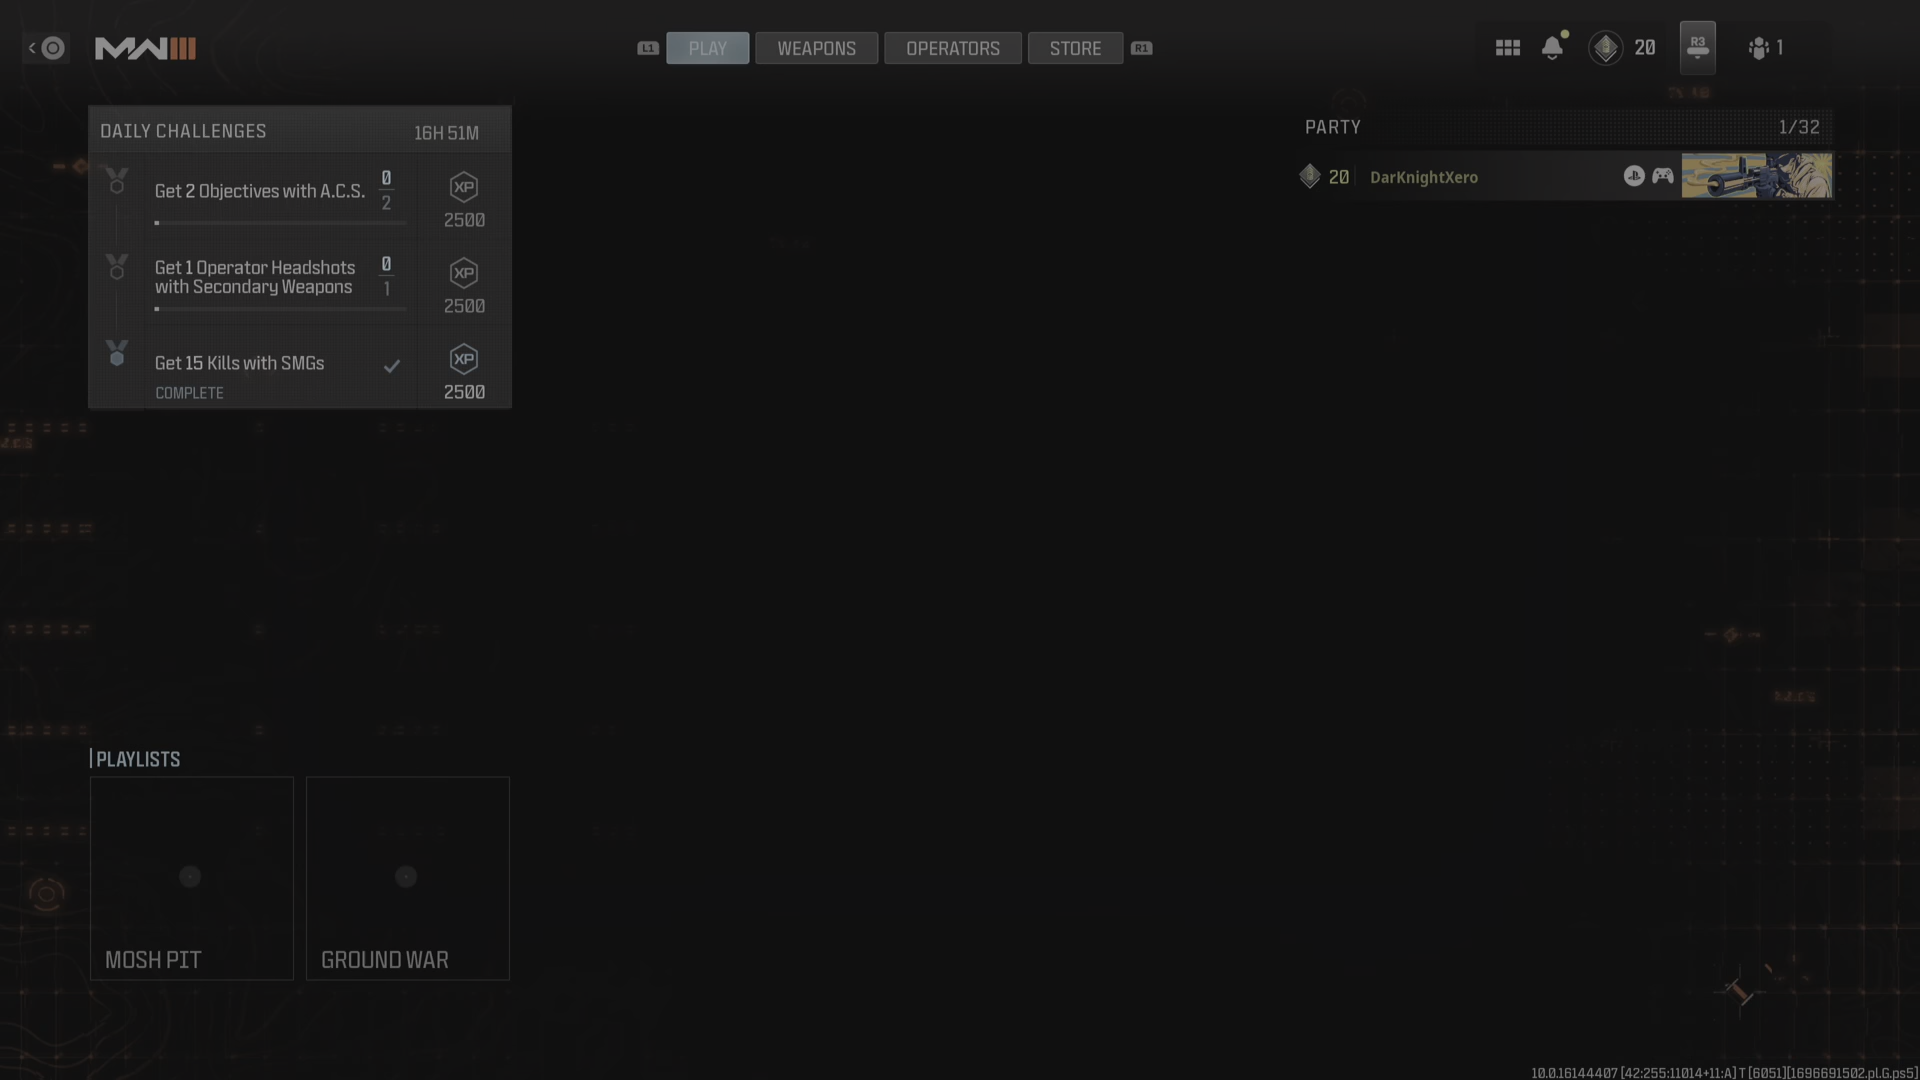 MWIII
L1
PLAY
WEAPONS
OPERATORS
STORE
R1
20
R3
1
DAILY CHALLENGES
16H 51M
Get 2 Objectives with A.C.S.
0
2
XP
2500
Get 1 Operator Headshots
with Secondary Weapons
0
1
XP
2500
Get 15 Kills with SMGs
COMPLETE
XP
2500
PARTY
1/32
20
DarKnightXero
PLAYLISTS
MOSH PIT
GROUND WAR
10.0.16144407 [42:255:11014+11:A] T [6051][1696691502.pl.G.ps5]